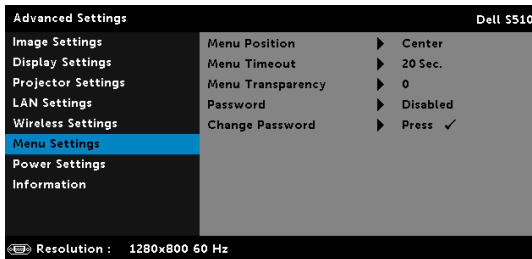 Advanced Settings Dell S510
Image Settings Menu Position Center
Display Settings Menu Timeout 20 Sec.
Projector Settings Menu Transparency 0
LAN Settings Password Disabled
Wireless Settings Change Password Press ✓
Menu Settings
Power Settings
Information
Resolution : 1280x800 60 Hz